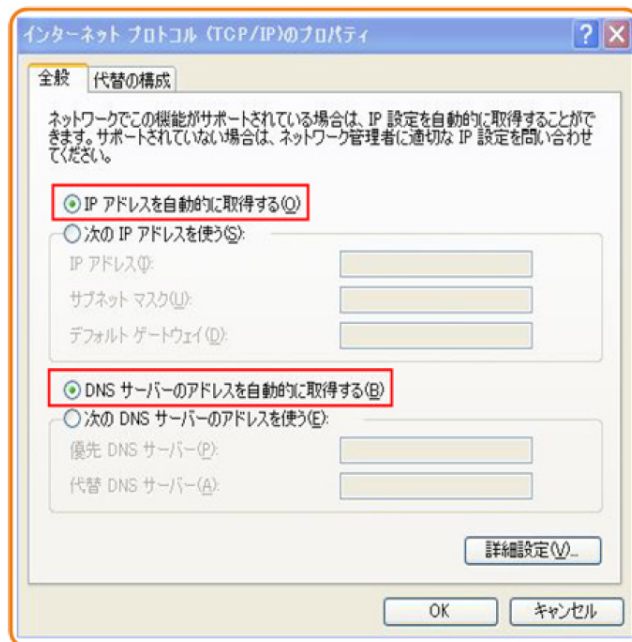 インターネット プロトコル (TCP/IP)のプロパティ
全般
代替の構成
ネットワークでこの機能がサポートされている場合は、IP 設定を自動的に取得することがで
きます。サポートされていない場合は、ネットワーク管理者に適切な IP 設定を問い合わせ
てください。
IP アドレスを自動的に取得する(O)
次の IP アドレスを使う(S):
IP アドレス(I):
サブネット マスク(U):
デフォルト ゲートウェイ(D):
DNS サーバーのアドレスを自動的に取得する(B)
次の DNS サーバーのアドレスを使う(E):
優先 DNS サーバー(P):
代替 DNS サーバー(A):
詳細設定(V)...
OK
キャンセル